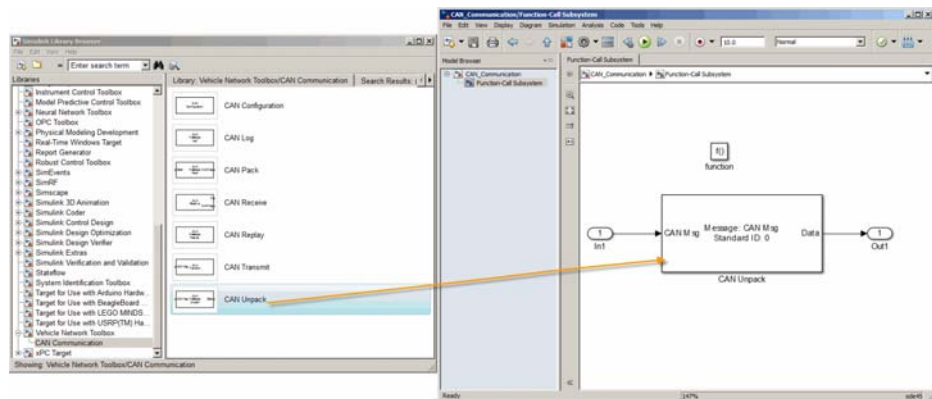 Simulink Library Browser
File Edit View Help
Enter search term
Libraries
Library: Vehicle Network Toolbox/CAN Communication
Search Results:
Instrument Control Toolbox
Model Predictive Control Toolbox
Neural Network Toolbox
OPC Toolbox
Physical Modeling Development
Real-Time Windows Target
Report Generator
Robust Control Toolbox
SimEvents
SimRF
Simscape
Simulink 3D Animation
Simulink Coder
Simulink Control Design
Simulink Design Optimization
Simulink Design Verifier
Simulink Extras
Simulink Verification and Validation
Stateflow
System Identification Toolbox
Target for Use with Arduino Hardw...
Target for Use with BeagleBoard ...
Target for Use with LEGO MINDS...
Target for Use with USRP(TM) Ha...
Vehicle Network Toolbox
CAN Communication
xPC Target
CAN Configuration
CAN Log
CAN Pack
CAN Receive
CAN Replay
CAN Transmit
CAN Unpack
Showing: Vehicle Network Toolbox/CAN Communication
CAN_Communication/Function-Call Subsystem
File Edit View Display Diagram Simulation Analysis Code Tools Help
10.0
Normal
Model Browser
CAN_Communication
Function-Call Subsystem
Function-Call Subsystem
CAN_Communication
Function-Call Subsystem
f()
function
1
In1
CAN Msg
Message: CAN Msg
Standard ID: 0
Data
CAN Unpack
1
Out1
Ready
147%
ode45